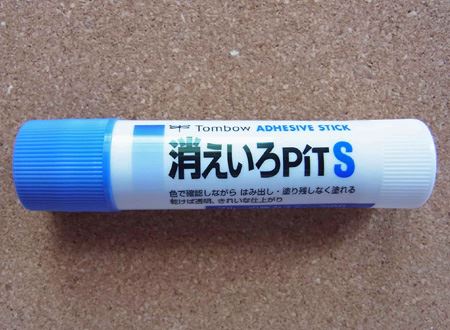 Tombow ADHESIVE STICK
消えいろPiT S
色で確認しながら はみ出し・塗り残しなく塗れる
乾けば透明、きれいな仕上がり